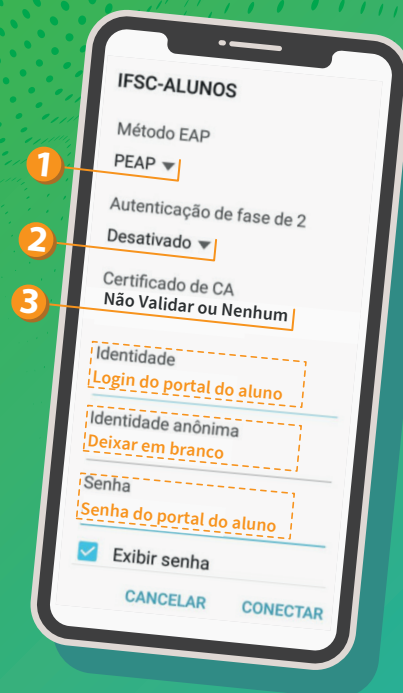 IFSC-ALUNOS
Método EAP
1
PEAP
Autenticação de fase de 2
2
Desativado
Certificado de CA
3
Não Validar ou Nenhum
Identidade
Login do portal do aluno
Identidade anônima
Deixar em branco
Senha
Senha do portal do aluno
Exibir senha
CANCELAR CONECTAR